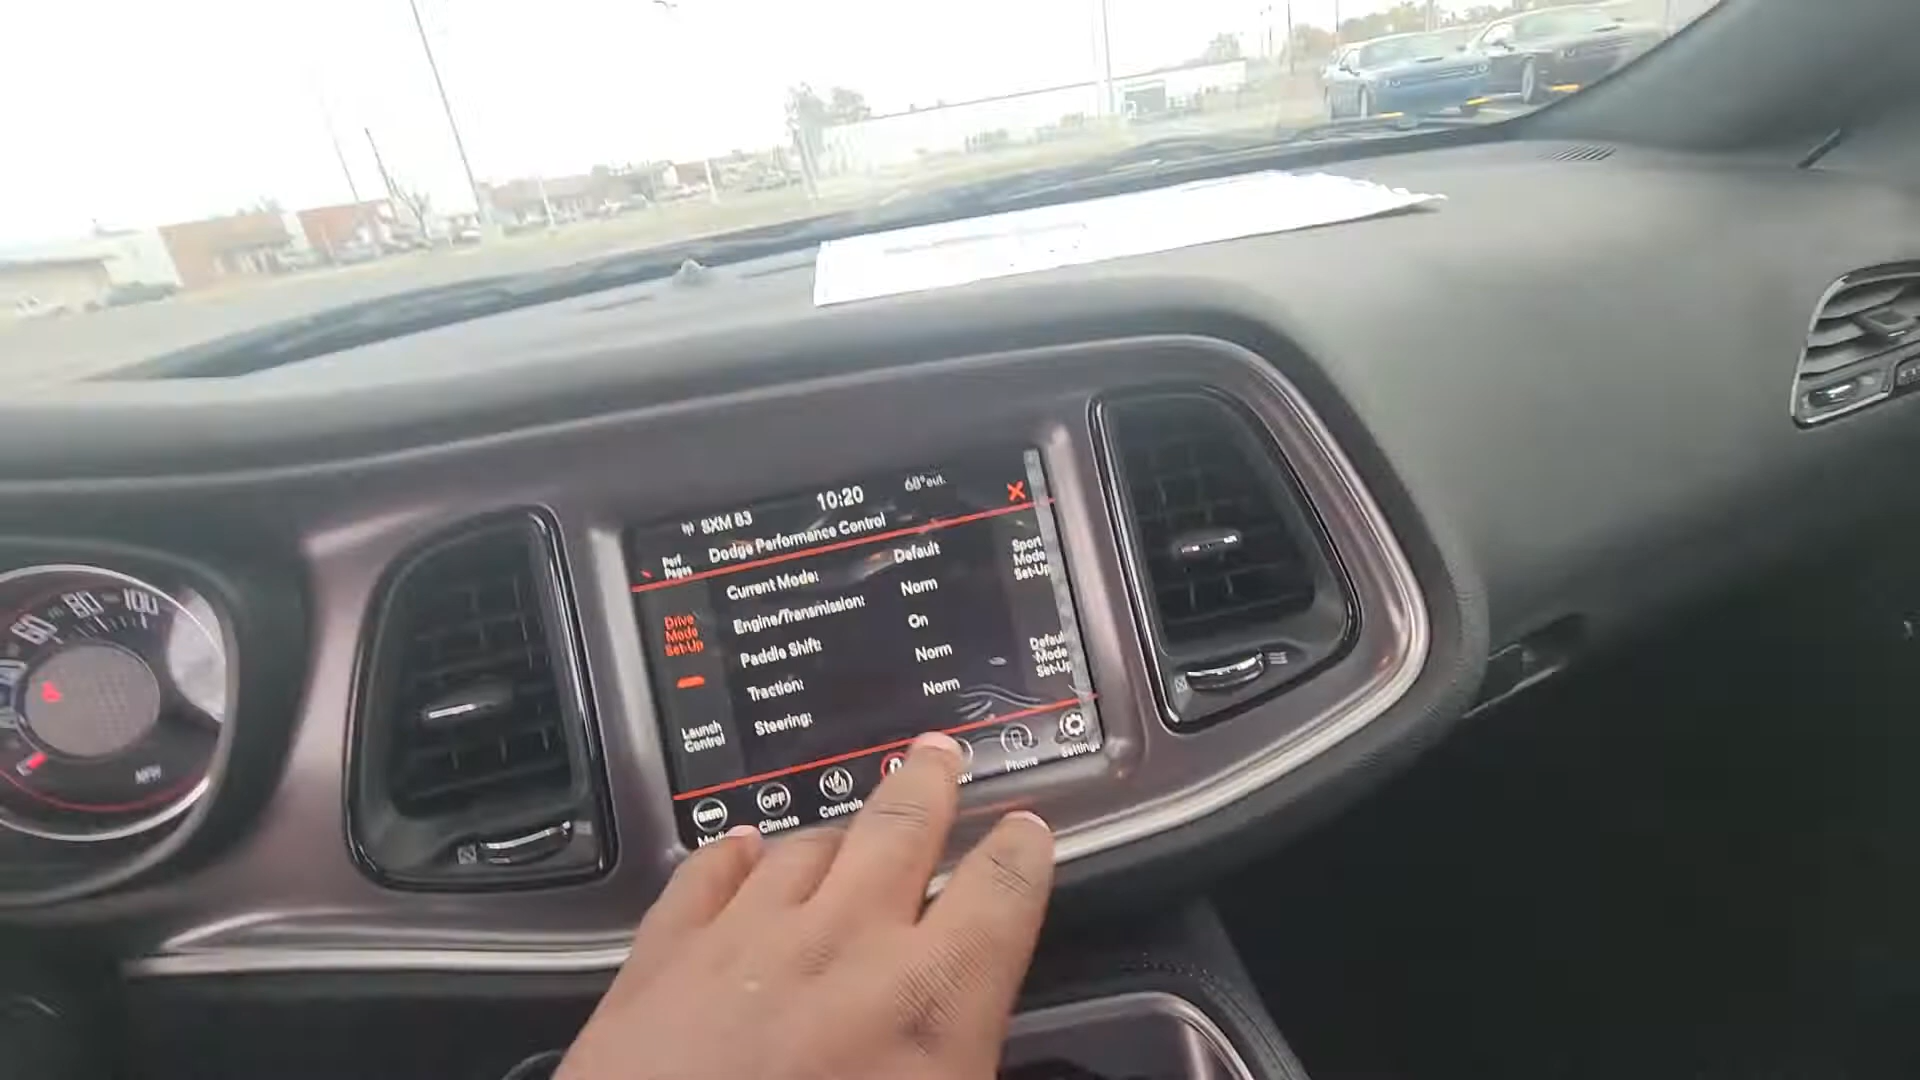 SXM 83 10:20 68°out
Perf Pages
Dodge Performance Control
Current Mode: Default
Engine/Transmission: Norm
Paddle Shift: On
Traction: Norm
Steering: Norm
Drive Mode Set-Up
Launch Control
Sport Mode Set-Up
Default Mode Set-Up
sxm
OFF
Climate
Controls
Phone
Settings
60 80 100
MPH